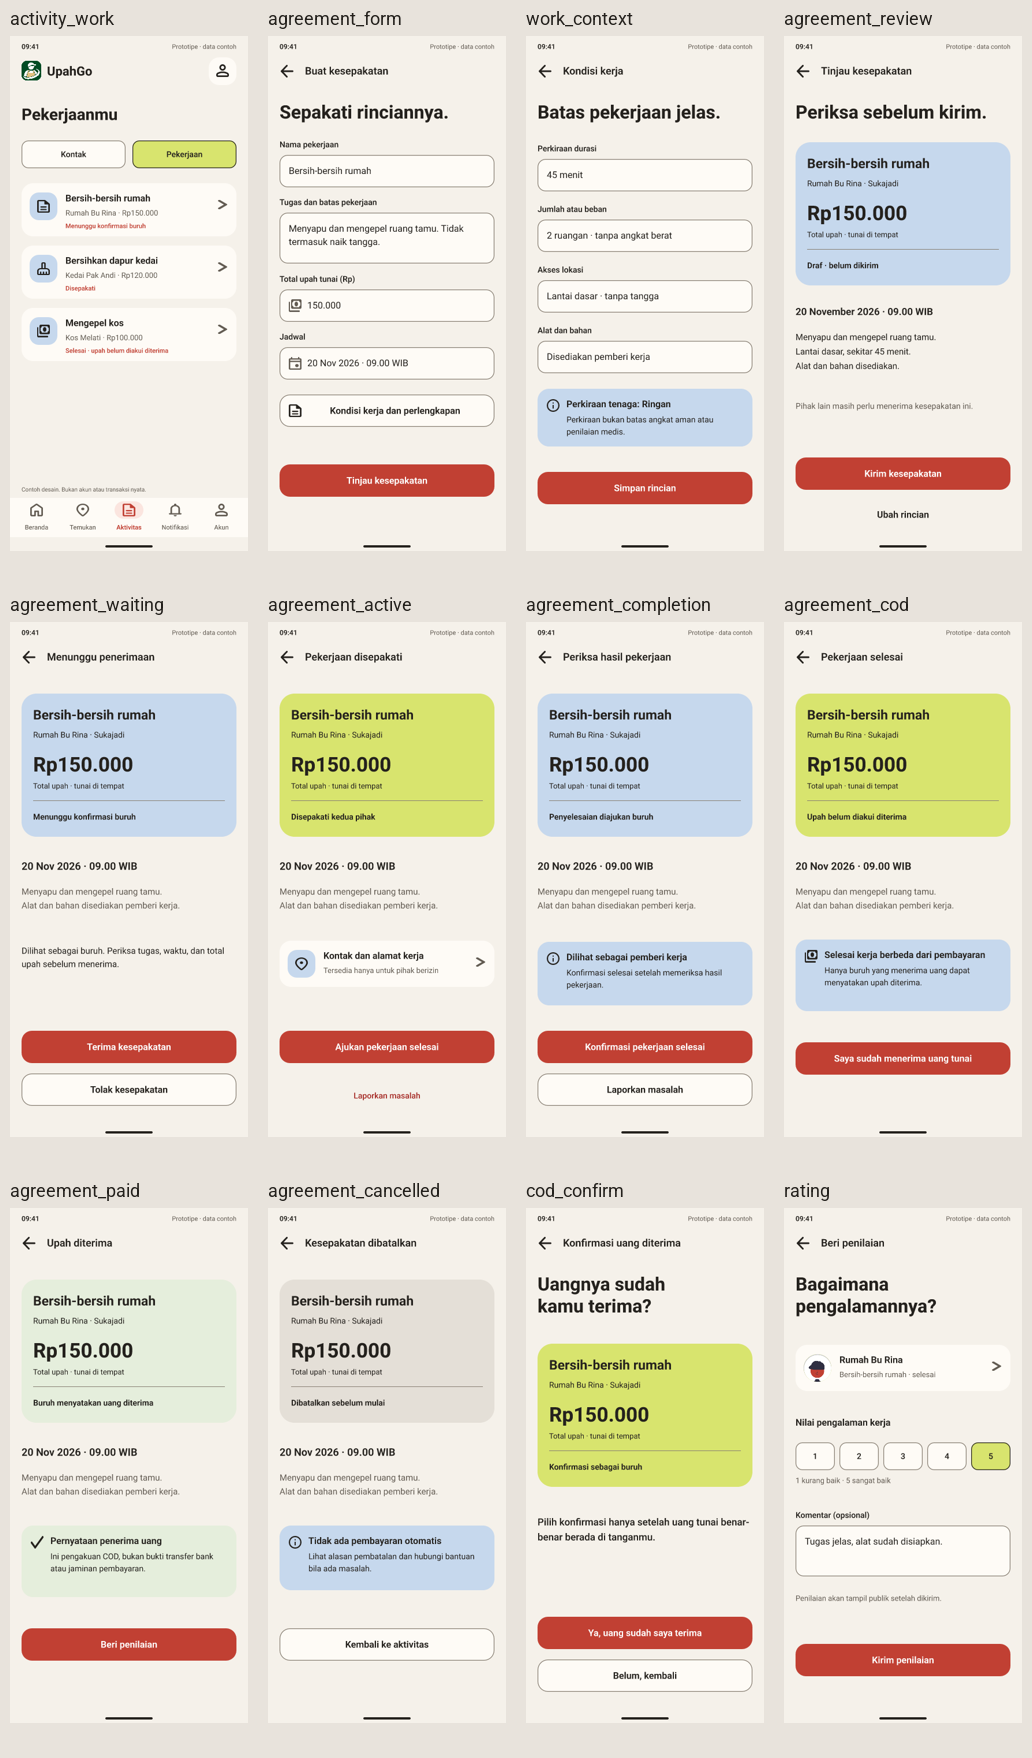 activity_work
09:41
Prototipe · data contoh
UpahGo
Pekerjaanmu
Kontak
Pekerjaan
Bersih-bersih rumah
Rumah Bu Rina · Rp150.000
Menunggu konfirmasi buruh
Bersihkan dapur kedai
Kedai Pak Andi · Rp120.000
Disepakati
Mengepel kos
Kos Melati · Rp100.000
Selesai · upah belum diakui diterima
Contoh desain. Bukan akun atau transaksi nyata.
Beranda
Temukan
Aktivitas
Notifikasi
Akun
agreement_form
09:41
Prototipe · data contoh
Buat kesepakatan
Sepakati rinciannya.
Nama pekerjaan
Bersih-bersih rumah
Tugas dan batas pekerjaan
Menyapu dan mengepel ruang tamu. Tidak
termasuk naik tangga.
Total upah tunai (Rp)
150.000
Jadwal
20 Nov 2026 · 09.00 WIB
Kondisi kerja dan perlengkapan
Tinjau kesepakatan
work_context
09:41
Prototipe · data contoh
Kondisi kerja
Batas pekerjaan jelas.
Perkiraan durasi
45 menit
Jumlah atau beban
2 ruangan · tanpa angkat berat
Akses lokasi
Lantai dasar · tanpa tangga
Alat dan bahan
Disediakan pemberi kerja
Perkiraan tenaga: Ringan
Perkiraan bukan batas angkat aman atau
penilaian medis.
Simpan rincian
agreement_review
09:41
Prototipe · data contoh
Tinjau kesepakatan
Periksa sebelum kirim.
Bersih-bersih rumah
Rumah Bu Rina · Sukajadi
Rp150.000
Total upah · tunai di tempat
Draf · belum dikirim
20 November 2026 · 09.00 WIB
Menyapu dan mengepel ruang tamu.
Lantai dasar, sekitar 45 menit.
Alat dan bahan disediakan.
Pihak lain masih perlu menerima kesepakatan ini.
Kirim kesepakatan
Ubah rincian
agreement_waiting
09:41
Prototipe · data contoh
Menunggu penerimaan
Bersih-bersih rumah
Rumah Bu Rina · Sukajadi
Rp150.000
Total upah · tunai di tempat
Menunggu konfirmasi buruh
20 Nov 2026 · 09.00 WIB
Menyapu dan mengepel ruang tamu.
Alat dan bahan disediakan pemberi kerja.
Dilihat sebagai buruh. Periksa tugas, waktu, dan total
upah sebelum menerima.
Terima kesepakatan
Tolak kesepakatan
agreement_active
09:41
Prototipe · data contoh
Pekerjaan disepakati
Bersih-bersih rumah
Rumah Bu Rina · Sukajadi
Rp150.000
Total upah · tunai di tempat
Disepakati kedua pihak
20 Nov 2026 · 09.00 WIB
Menyapu dan mengepel ruang tamu.
Alat dan bahan disediakan pemberi kerja.
Kontak dan alamat kerja
Tersedia hanya untuk pihak berizin
Ajukan pekerjaan selesai
Laporkan masalah
agreement_completion
09:41
Prototipe · data contoh
Periksa hasil pekerjaan
Bersih-bersih rumah
Rumah Bu Rina · Sukajadi
Rp150.000
Total upah · tunai di tempat
Penyelesaian diajukan buruh
20 Nov 2026 · 09.00 WIB
Menyapu dan mengepel ruang tamu.
Alat dan bahan disediakan pemberi kerja.
Dilihat sebagai pemberi kerja
Konfirmasi selesai setelah memeriksa hasil
pekerjaan.
Konfirmasi pekerjaan selesai
Laporkan masalah
agreement_cod
09:41
Prototipe · data contoh
Pekerjaan selesai
Bersih-bersih rumah
Rumah Bu Rina · Sukajadi
Rp150.000
Total upah · tunai di tempat
Upah belum diakui diterima
20 Nov 2026 · 09.00 WIB
Menyapu dan mengepel ruang tamu.
Alat dan bahan disediakan pemberi kerja.
Selesai kerja berbeda dari pembayaran
Hanya buruh yang menerima uang dapat
menyatakan upah diterima.
Saya sudah menerima uang tunai
agreement_paid
09:41
Prototipe · data contoh
Upah diterima
Bersih-bersih rumah
Rumah Bu Rina · Sukajadi
Rp150.000
Total upah · tunai di tempat
Buruh menyatakan uang diterima
20 Nov 2026 · 09.00 WIB
Menyapu dan mengepel ruang tamu.
Alat dan bahan disediakan pemberi kerja.
Pernyataan penerima uang
Ini pengakuan COD, bukan bukti transfer bank
atau jaminan pembayaran.
Beri penilaian
agreement_cancelled
09:41
Prototipe · data contoh
Kesepakatan dibatalkan
Bersih-bersih rumah
Rumah Bu Rina · Sukajadi
Rp150.000
Total upah · tunai di tempat
Dibatalkan sebelum mulai
20 Nov 2026 · 09.00 WIB
Menyapu dan mengepel ruang tamu.
Alat dan bahan disediakan pemberi kerja.
Tidak ada pembayaran otomatis
Lihat alasan pembatalan dan hubungi bantuan
bila ada masalah.
Kembali ke aktivitas
cod_confirm
09:41
Prototipe · data contoh
Konfirmasi uang diterima
Uangnya sudah
kamu terima?
Bersih-bersih rumah
Rumah Bu Rina · Sukajadi
Rp150.000
Total upah · tunai di tempat
Konfirmasi sebagai buruh
Pilih konfirmasi hanya setelah uang tunai benar-
benar berada di tanganmu.
Ya, uang sudah saya terima
Belum, kembali
rating
09:41
Prototipe · data contoh
Beri penilaian
Bagaimana
pengalamannya?
Rumah Bu Rina
Bersih-bersih rumah · selesai
Nilai pengalaman kerja
1
2
3
4
5
1 kurang baik · 5 sangat baik
Komentar (opsional)
Tugas jelas, alat sudah disiapkan.
Penilaian akan tampil publik setelah dikirim.
Kirim penilaian